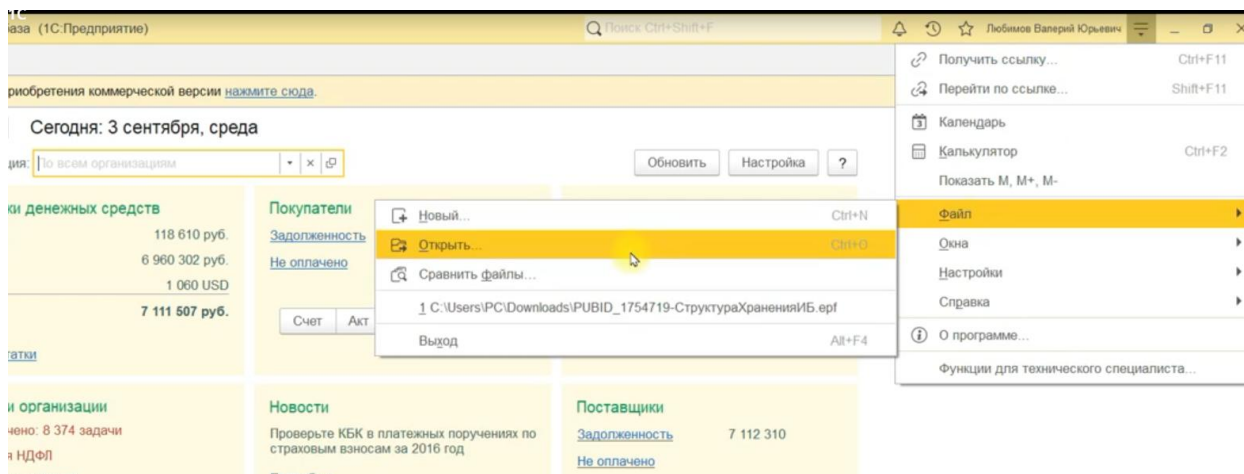 1С
аза (1С:Предприятие)
Поиск Ctrl+Shift+F
Любимов Валерий Юрьевич
риобретения коммерческой версии нажмите сюда.
Сегодня: 3 сентября, среда
ция: По всем организациям
Обновить
Настройка
?
ки денежных средств
118 610 руб.
6 960 302 руб.
1 060 USD
7 111 507 руб.
татки
Покупатели
Задолженность
Не оплачено
Счет
Акт
Новый... Ctrl+N
Открыть... Ctrl+O
Сравнить файлы...
1 C:\Users\PC\Downloads\PUBID_1754719-СтруктураХраненияИБ.epf
Выход Alt+F4
Получить ссылку... Ctrl+F11
Перейти по ссылке... Shift+F11
Календарь
Калькулятор Ctrl+F2
Показать M, M+, M-
Файл
Окна
Настройки
Справка
О программе...
Функции для технического специалиста...
и организации
чено: 8 374 задачи
я НДФЛ
Новости
Проверьте КБК в платежных поручениях по
страховым взносам за 2016 год
Поставщики
Задолженность 7 112 310
Не оплачено